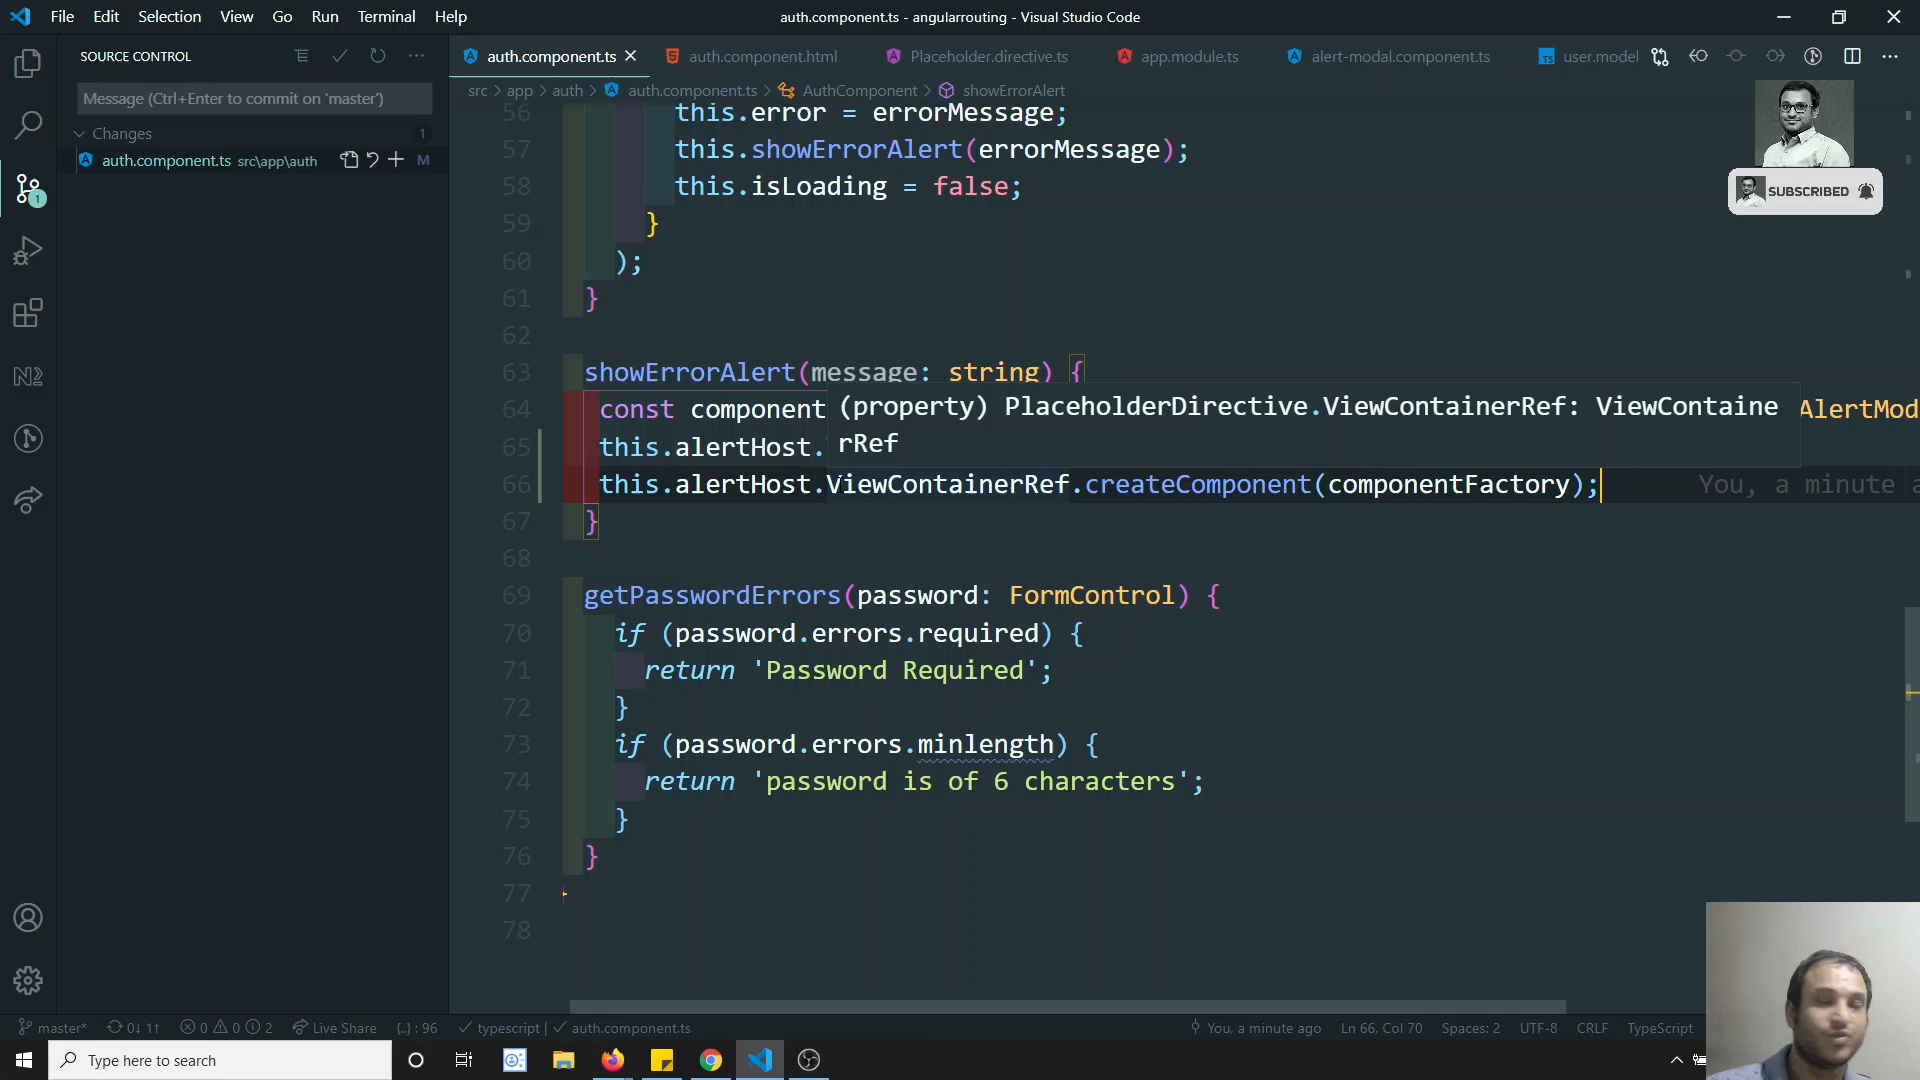 File Edit Selection View Go Run Terminal Help
auth.component.ts - angularrouting - Visual Studio Code
SOURCE CONTROL
auth.component.ts
auth.component.html
Placeholder.directive.ts
app.module.ts
alert-modal.component.ts
TS user.model
Message (Ctrl+Enter to commit on 'master')
src > app > auth > auth.component.ts > AuthComponent > showErrorAlert
Changes 1
auth.component.ts src\app\auth M
1
SUBSCRIBED
56 this.error = errorMessage;
57 this.showErrorAlert(errorMessage);
58 this.isLoading = false;
59 }
60 );
61 }
62
63 showErrorAlert(message: string) {
64 const component
AlertMod
(property) PlaceholderDirective.ViewContainerRef: ViewContaine
rRef
65 this.alertHost.
66 this.alertHost.ViewContainerRef.createComponent(componentFactory); You, a minute a
67 }
68
69 getPasswordErrors(password: FormControl) {
70 if (password.errors.required) {
71 return 'Password Required';
72 }
73 if (password.errors.minlength) {
74 return 'password is of 6 characters';
75 }
76 }
77 }
78
master* 0↓ 1↑ 0 0 2 Live Share {..} : 96 typescript | auth.component.ts You, a minute ago Ln 66, Col 70 Spaces: 2 UTF-8 CRLF TypeScript
Type here to search